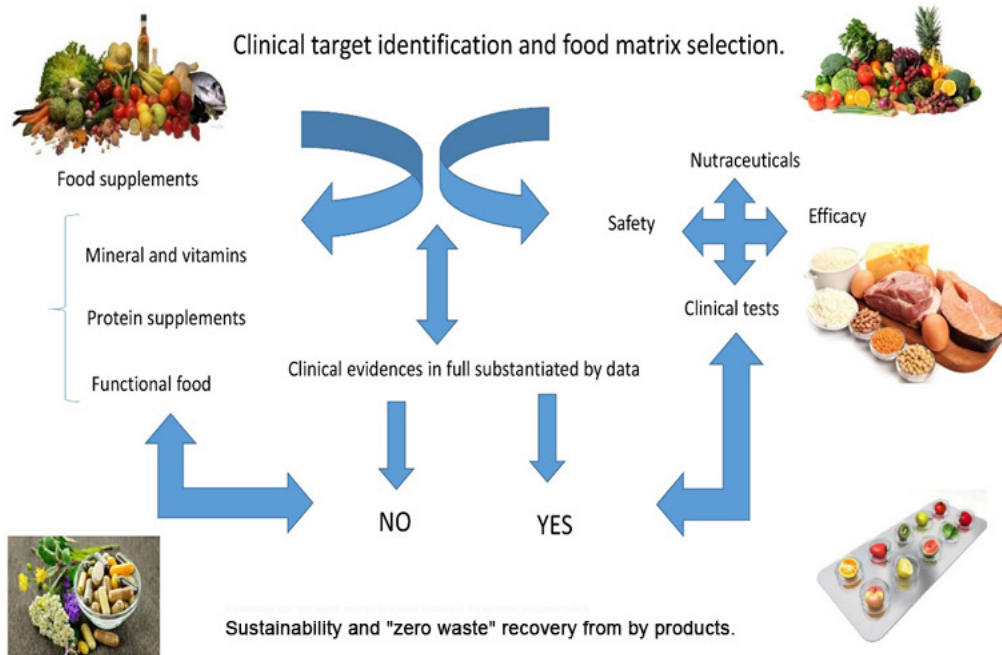 Clinical target identification and food matrix selection.
Food supplements
Mineral and vitamins
Protein supplements
Functional food
Nutraceuticals
Safety
Efficacy
Clinical tests
Clinical evidences in full substantiated by data
NO
YES
Sustainability and "zero waste" recovery from by products.